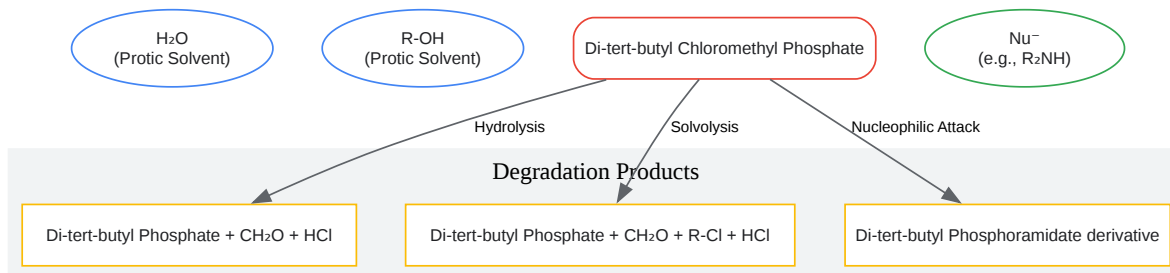 H₂O
(Protic Solvent)
R-OH
(Protic Solvent)
Di-tert-butyl Chloromethyl Phosphate
Nu⁻
(e.g., R₂NH)
Hydrolysis
Solvolysis
Nucleophilic Attack
Degradation Products
Di-tert-butyl Phosphate + CH₂O + HCl
Di-tert-butyl Phosphate + CH₂O + R-Cl + HCl
Di-tert-butyl Phosphoramidate derivative